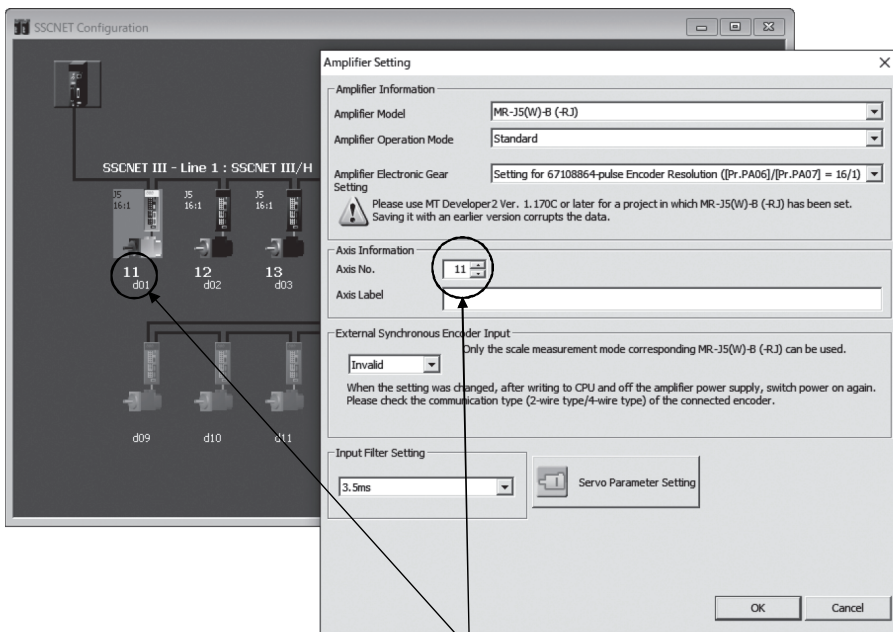 SSCNET Configuration
SSCNET III - Line 1 : SSCNET III/H
J5
16:1
J5
16:1
J5
16:1
11
d01
12
d02
13
d03
d09
d10
d11
Amplifier Setting
Amplifier Information
Amplifier Model
MR-J5(W)-B (-RJ)
Amplifier Operation Mode
Standard
Amplifier Electronic Gear
Setting
Setting for 67108864-pulse Encoder Resolution ([Pr.PA06]/[Pr.PA07] = 16/1)
Please use MT Developer2 Ver. 1.170C or later for a project in which MR-J5(W)-B (-RJ) has been set.
Saving it with an earlier version corrupts the data.
Axis Information
Axis No.
11
Axis Label
External Synchronous Encoder Input
Only the scale measurement mode corresponding MR-J5(W)-B (-RJ) can be used.
Invalid
When the setting was changed, after writing to CPU and off the amplifier power supply, switch power on again.
Please check the communication type (2-wire type/4-wire type) of the connected encoder.
Input Filter Setting
3.5ms
Servo Parameter Setting
OK
Cancel